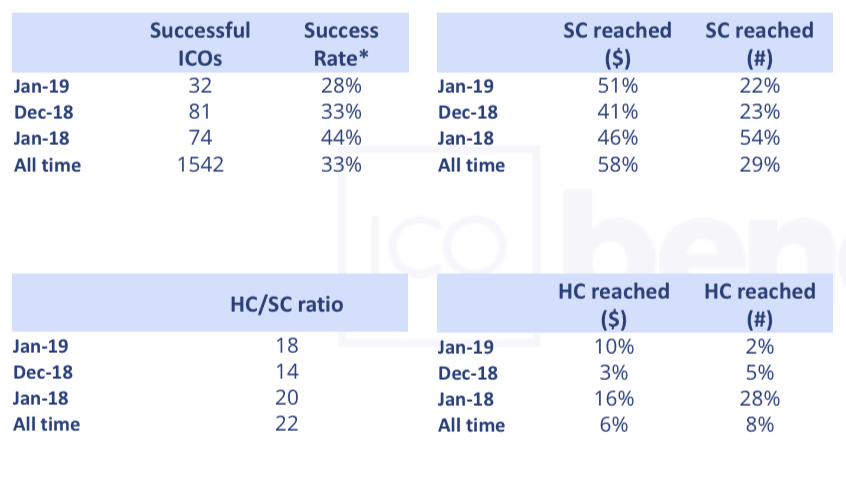 Successful Success
ICOs Rate*
Jan-19 32 28%
Dec-18 81 33%
Jan-18 74 44%
All time 1542 33%
SC reached SC reached
($) (#)
Jan-19 51% 22%
Dec-18 41% 23%
Jan-18 46% 54%
All time 58% 29%
ICO ben
HC/SC ratio
Jan-19 18
Dec-18 14
Jan-18 20
All time 22
HC reached HC reached
($) (#)
Jan-19 10% 2%
Dec-18 3% 5%
Jan-18 16% 28%
All time 6% 8%